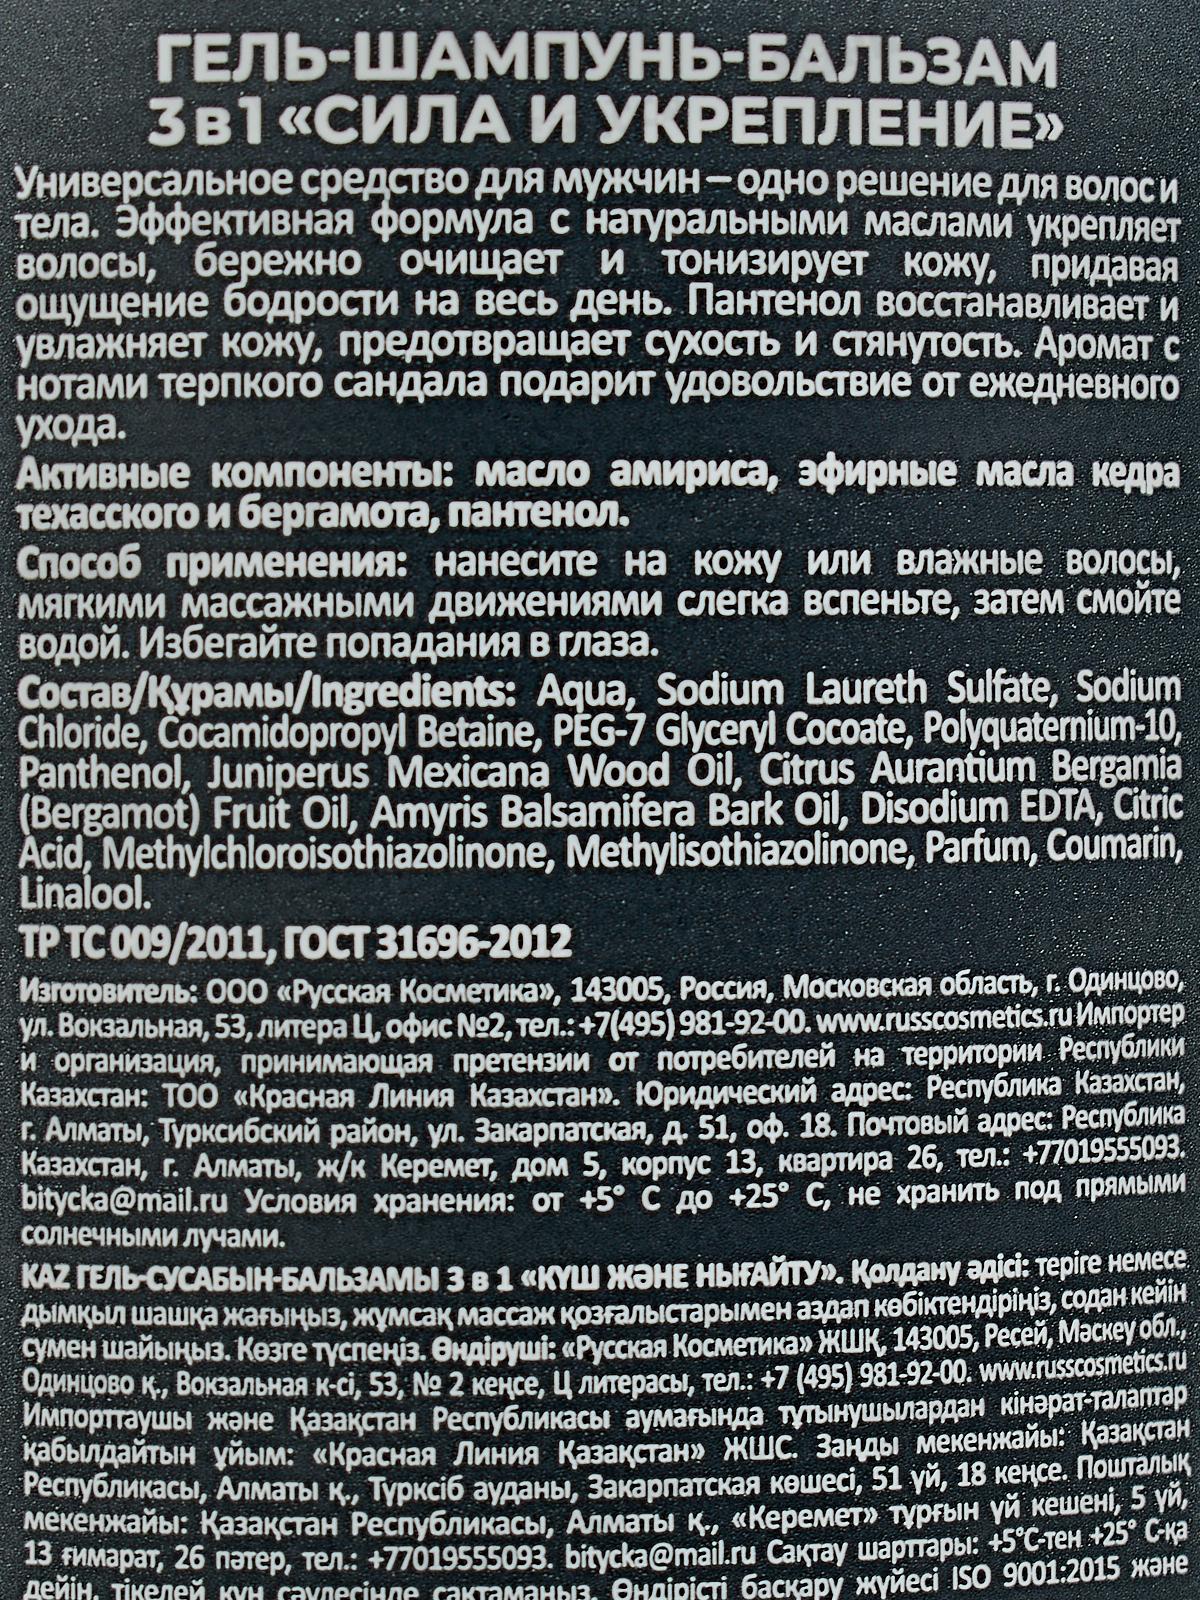 ГЕЛЬ-ШАМПУНЬ-БАЛЬЗАМ
3 в 1 «СИЛА И УКРЕПЛЕНИЕ»
Универсальное средство для мужчин – одно решение для волос и
тела. Эффективная формула с натуральными маслами укрепляет
волосы, бережно очищает и тонизирует кожу, придавая
ощущение бодрости на весь день. Пантенол восстанавливает и
увлажняет кожу, предотвращает сухость и стянутость. Аромат с
нотами терпкого сандала подарит удовольствие от ежедневного
ухода.
Активные компоненты: масло амириса, эфирные масла кедра
техасского и бергамота, пантенол.
Способ применения: нанесите на кожу или влажные волосы,
мягкими массажными движениями слегка вспеньте, затем смойте
водой. Избегайте попадания в глаза.
Состав/Құрамы/Ingredients: Aqua, Sodium Laureth Sulfate, Sodium
Chloride, Cocamidopropyl Betaine, PEG-7 Glyceryl Cocoate, Polyquaternium-10,
Panthenol, Juniperus Mexicana Wood Oil, Citrus Aurantium Bergamia
(Bergamot) Fruit Oil, Amyris Balsamifera Bark Oil, Disodium EDTA, Citric
Acid, Methylchloroisothiazolinone, Methylisothiazolinone, Parfum, Coumarin,
Linalool.
ТР ТС 009/2011, ГОСТ 31696-2012
Изготовитель: ООО «Русская Косметика», 143005, Россия, Московская область, г. Одинцово,
ул. Вокзальная, 53, литера Ц, офис №2, тел.: +7(495) 981-92-00. www.russcosmetics.ru Импортер
и организация, принимающая претензии от потребителей на территории Республики
Казахстан: ТОО «Красная Линия Казахстан». Юридический адрес: Республика Казахстан,
г. Алматы, Турксибский район, ул. Закарпатская, д. 51, оф. 18. Почтовый адрес: Республика
Казахстан, г. Алматы, ж/к Керемет, дом 5, корпус 13, квартира 26, тел.: +77019555093.
bitycka@mail.ru Условия хранения: от +5° С до +25° С, не хранить под прямыми
солнечными лучами.
KAZ ГЕЛЬ-СУСАБЫН-БАЛЬЗАМЫ 3 в 1 «КҮШ ЖӘНЕ НЫҒАЙТУ». Қолдану әдісі: теріге немесе
дымқыл шашқа жағыңыз, жұмсақ массаж қозғалыстарымен аздап көбіктендіріңіз, содан кейін
сумен шайыңыз. Көзге түспеңіз. Өндіруші: «Русская Косметика» ЖШҚ, 143005, Ресей, Мәскеу обл.,
Одинцово қ., Вокзальная к-сі, 53, № 2 кеңсе, Ц литерасы, тел.: +7 (495) 981-92-00. www.russcosmetics.ru
Импорттаушы және Қазақстан Республикасы аумағында тұтынушылардан кінәрат-талаптар
қабылдайтын ұйым: «Красная Линия Қазақстан» ЖШС. Заңды мекенжайы: Қазақстан
Республикасы, Алматы қ., Түрксіб ауданы, Закарпатская көшесі, 51 үй, 18 кеңсе. Пошталық
мекенжайы: Қазақстан Республикасы, Алматы қ., «Керемет» тұрғын үй кешені, 5 үй,
13 ғимарат, 26 пәтер, тел.: +77019555093. bitycka@mail.ru Сақтау шарттары: +5°С-тен +25° С-қа
дейін, тікелей күн сәулесінде сақтамаңыз. Өндірісті басқару жүйесі ISO 9001:2015 және